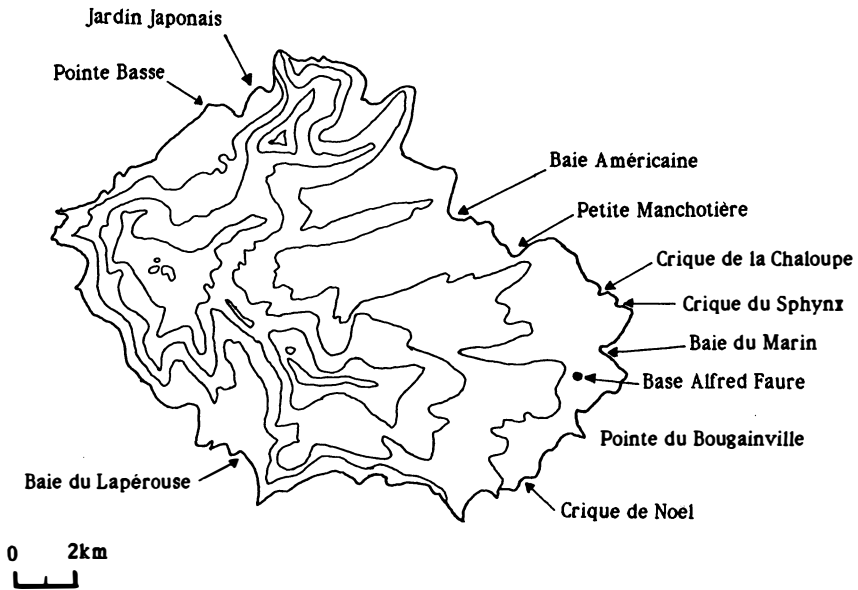 Jardin Japonais
Pointe Basse
Baie Américaine
Petite Manchotière
Crique de la Chaloupe
Crique du Sphynx
Baie du Marin
Base Alfred Faure
Pointe du Bougainville
Baie du Lapérouse
Crique de Noel
0 2km